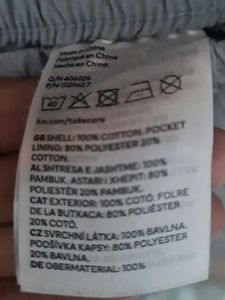 Made in China
Fabriqué en Chine
Hecho en China
O/N 406029
P/N 1129627
40
hm.com/takecare
GB SHELL: 100% COTTON. POCKET
LINING: 80% POLYESTER 20%
COTTON.
AL SHTRESA E JASHTME: 100%
PAMBUK. ASTARI I XHEPIT: 80%
POLIESTËR 20% PAMBUK.
CAT EXTERIOR: 100% COTÓ. FOLRE
DE LA BUTXACA: 80% POLIÈSTER
20% COTÓ.
CZ SVRCHNÍ LÁTKA: 100% BAVLNA.
PODŠÍVKA KAPSY: 80% POLYESTER
20% BAVLNA.
DE OBERMATERIAL: 100%